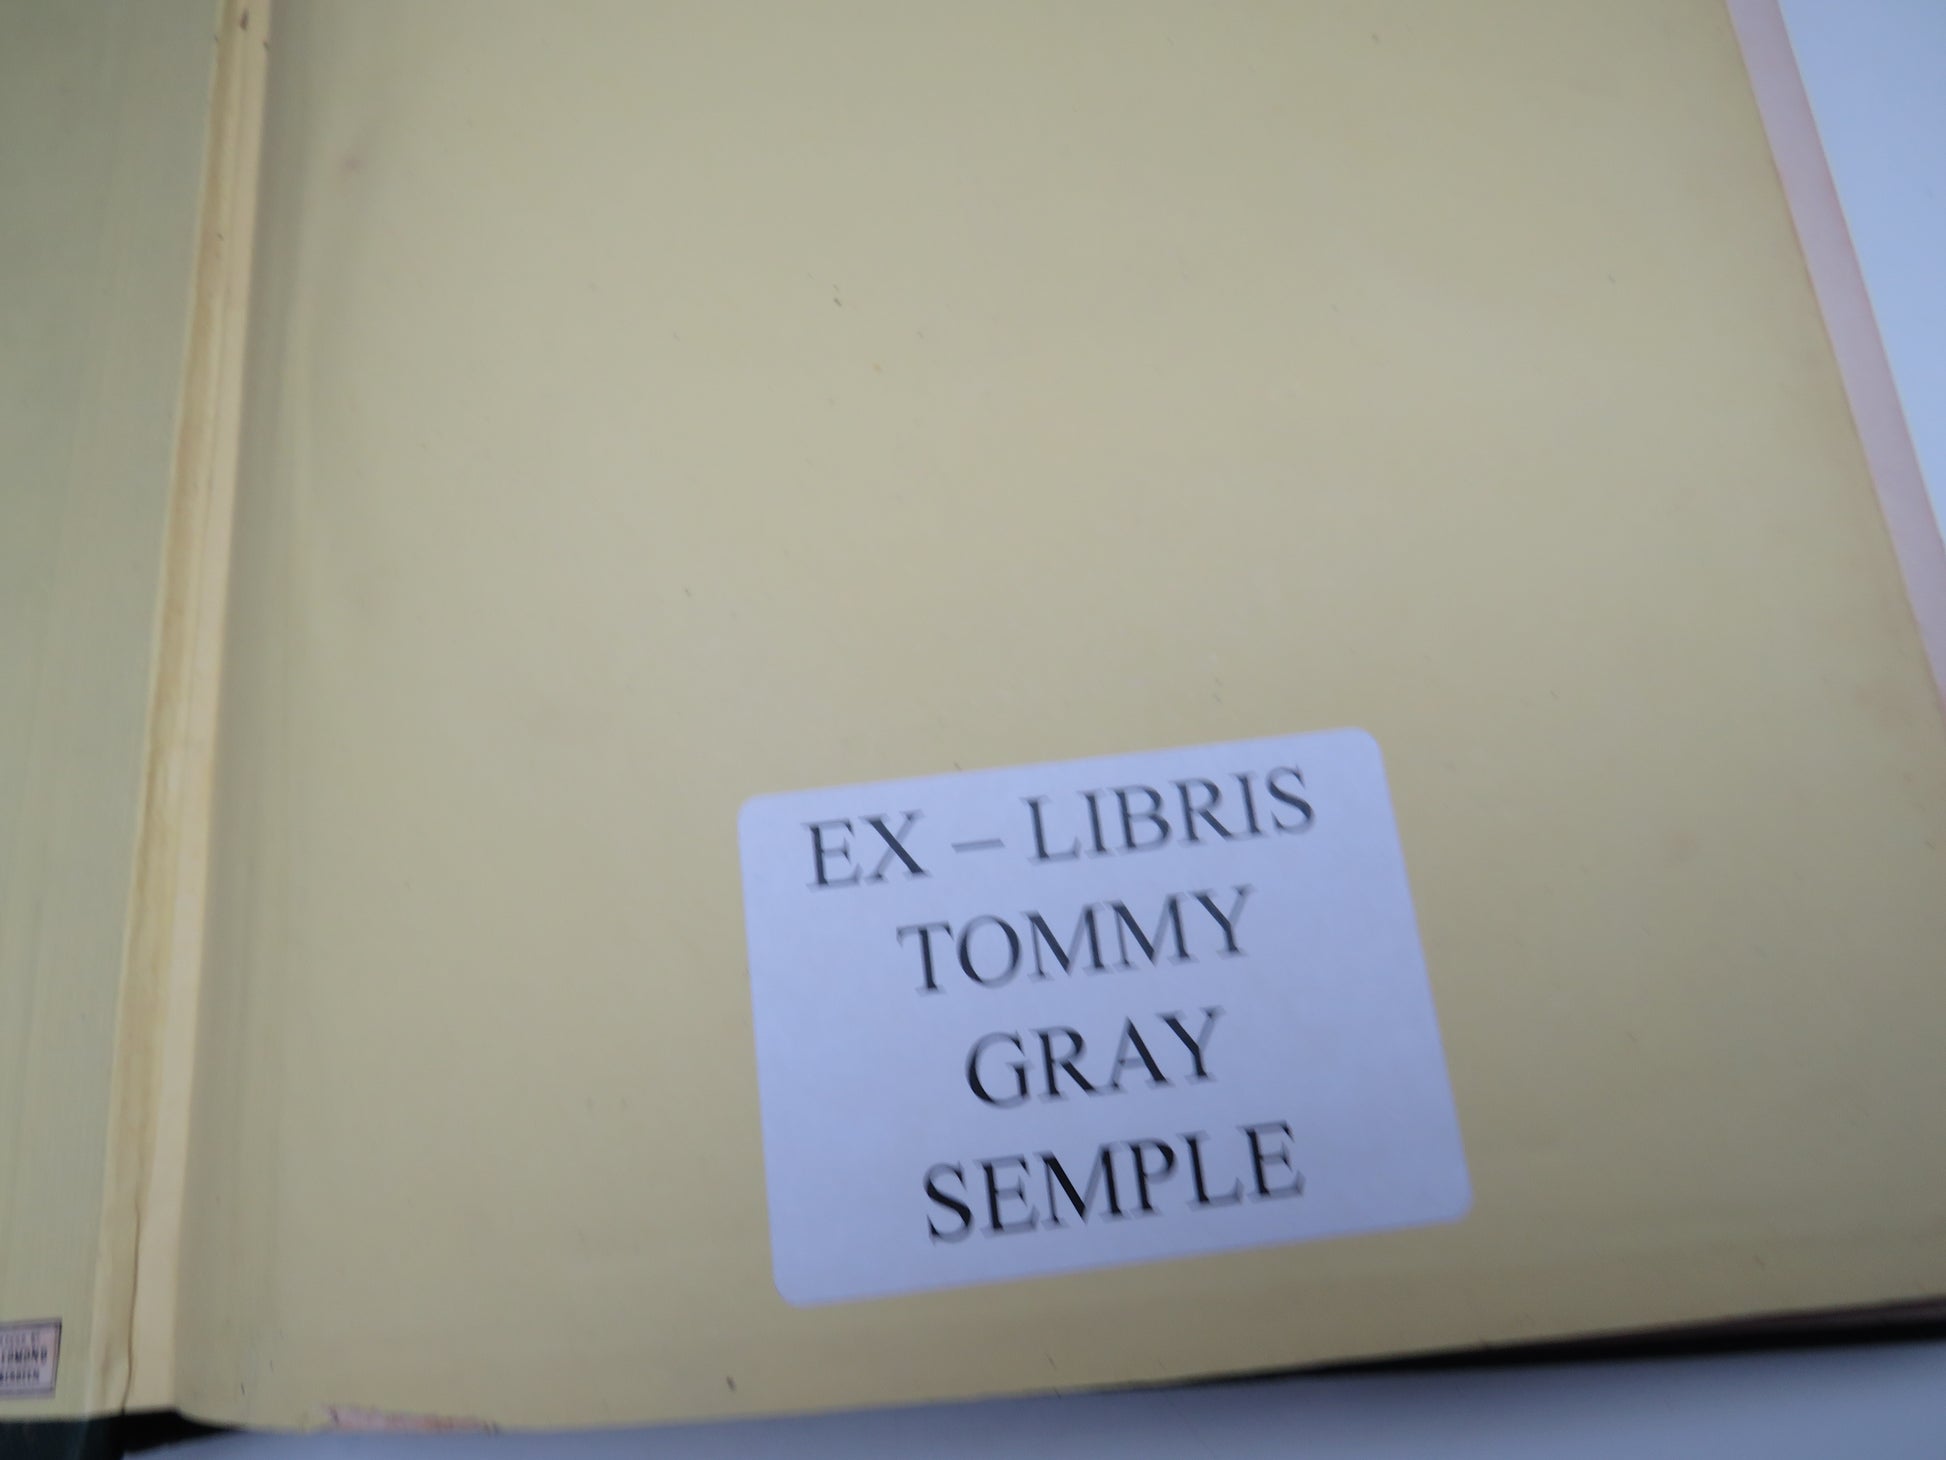 EX – LIBRIS
TOMMY
GRAY
SEMPLE